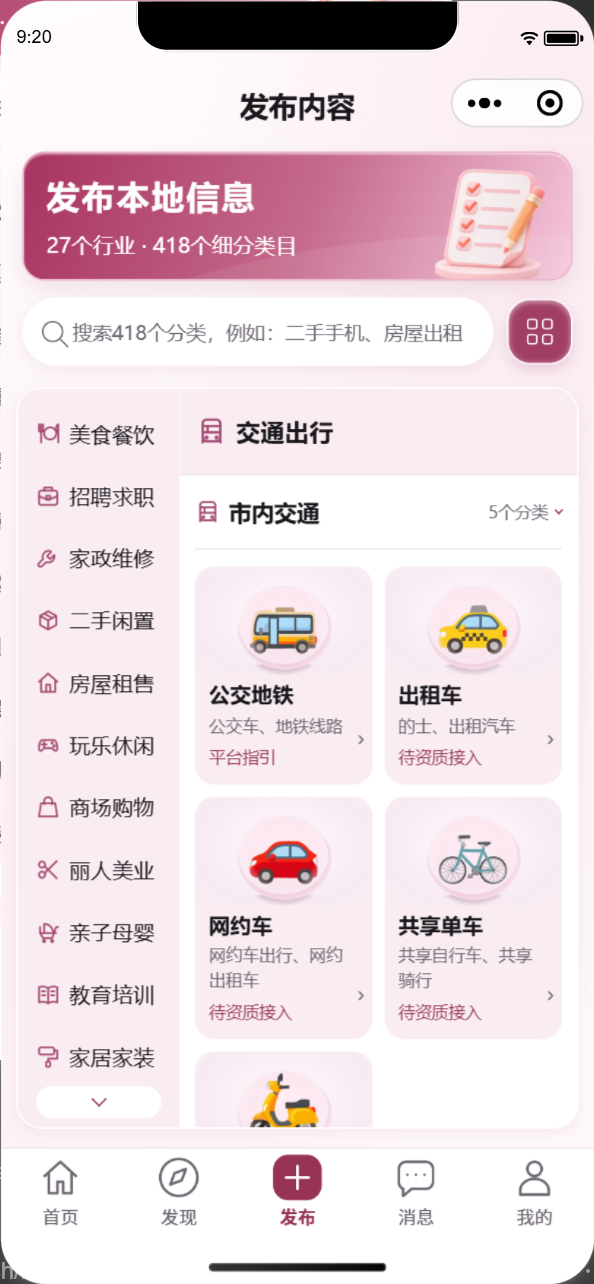 9:20
发布内容
发布本地信息
27个行业 · 418个细分类目
搜索418个分类，例如：二手手机、房屋出租
美食餐饮
招聘求职
家政维修
二手闲置
房屋租售
玩乐休闲
商场购物
丽人美业
亲子母婴
教育培训
家居家装
交通出行
市内交通
5个分类
公交地铁
公交车、地铁线路
平台指引
出租车
的士、出租汽车
待资质接入
网约车
网约车出行、网约
出租车
待资质接入
共享单车
共享自行车、共享
骑行
待资质接入
首页
发现
发布
消息
我的